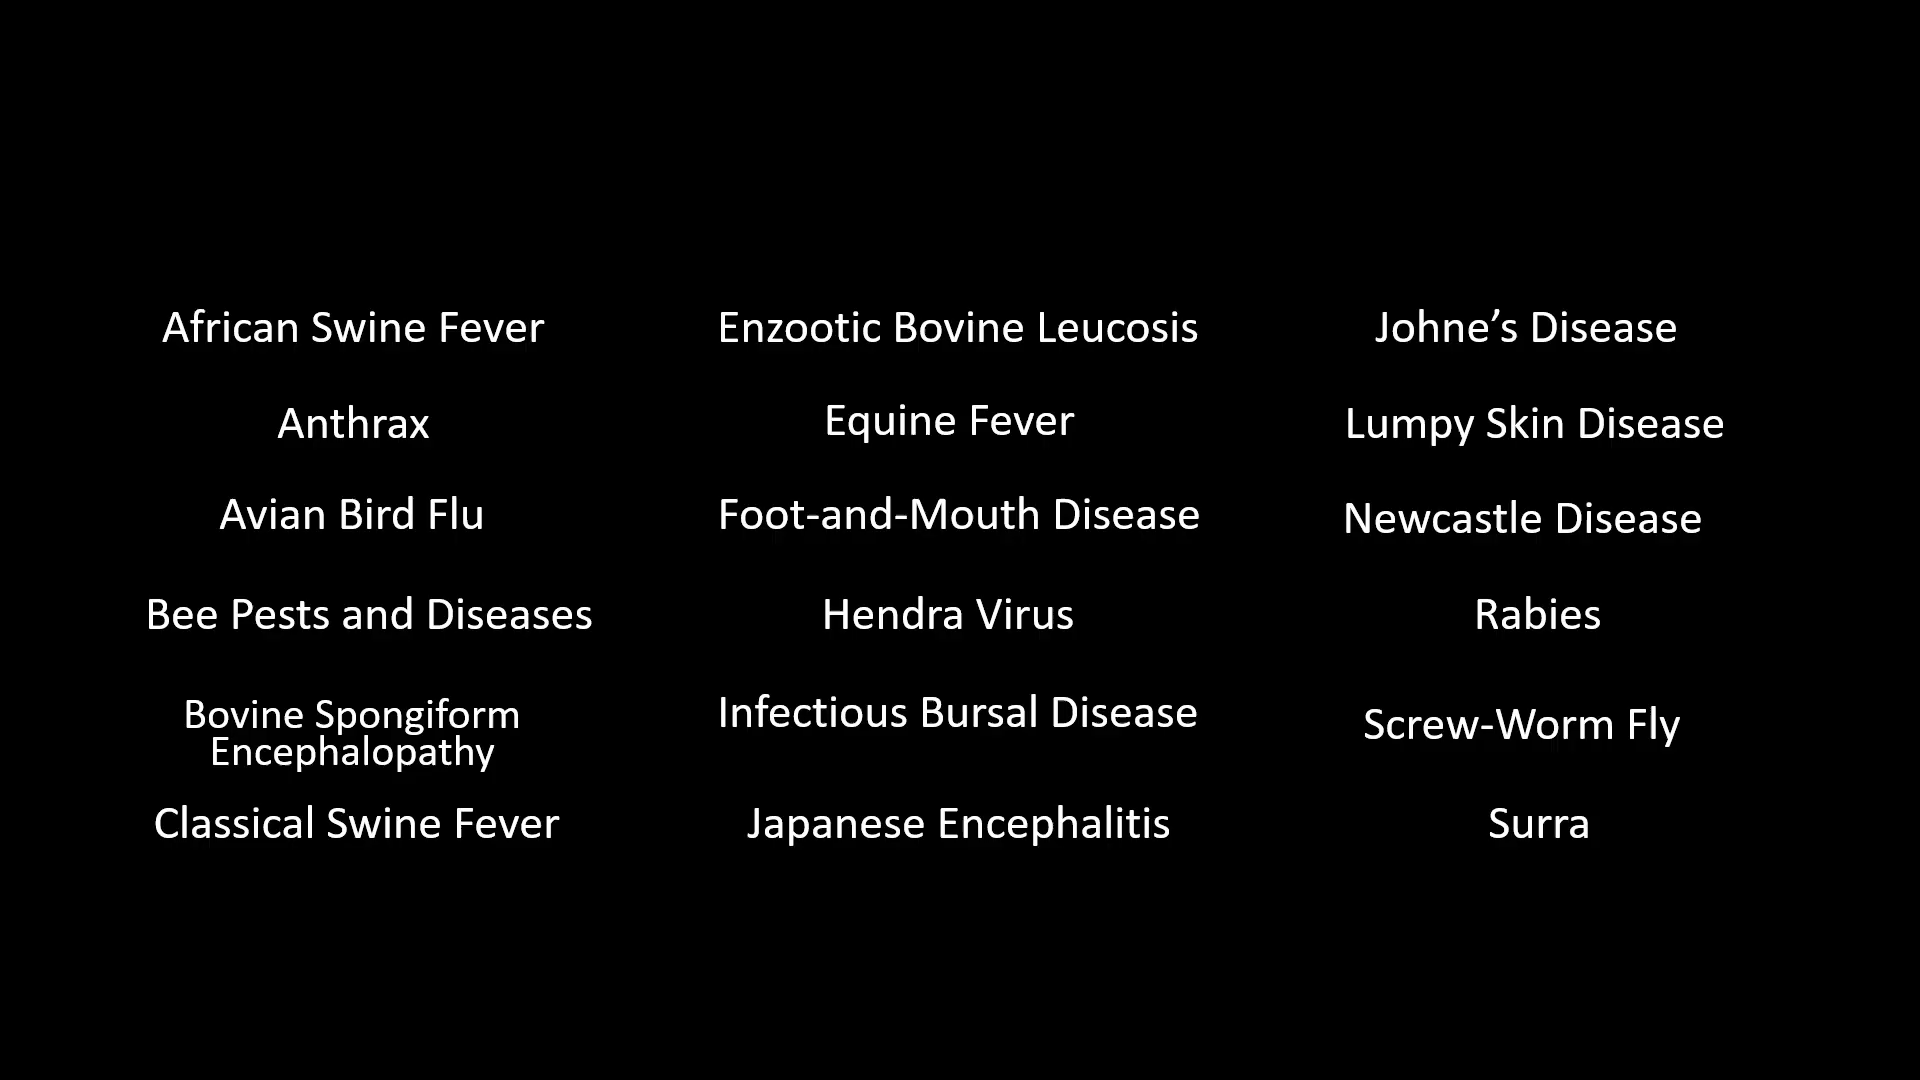 African Swine Fever
Anthrax
Avian Bird Flu
Bee Pests and Diseases
Bovine Spongiform
Encephalopathy
Classical Swine Fever
Enzootic Bovine Leucosis
Equine Fever
Foot-and-Mouth Disease
Hendra Virus
Infectious Bursal Disease
Japanese Encephalitis
Johne’s Disease
Lumpy Skin Disease
Newcastle Disease
Rabies
Screw-Worm Fly
Surra